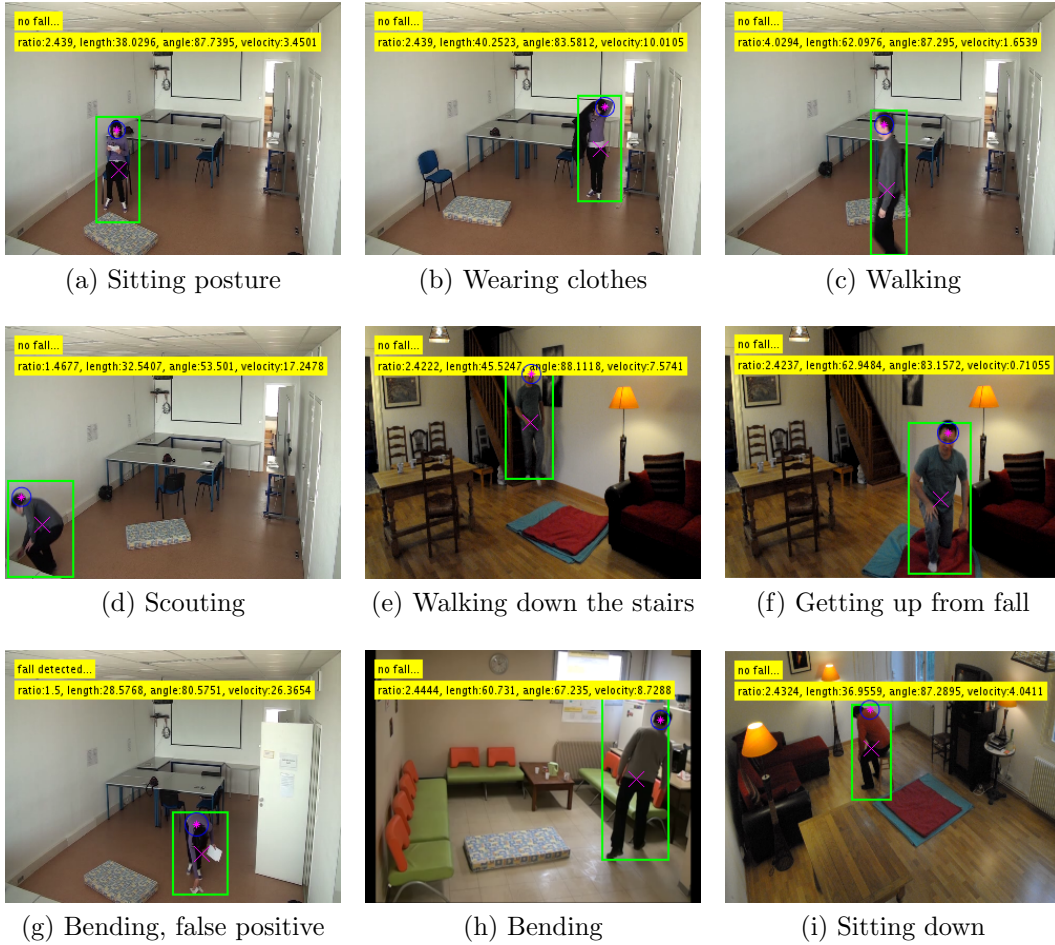 no fall...
ratio:2.439, length:38.0296, angle:87.7395, velocity:3.4501
(a) Sitting posture
no fall...
ratio:2.439, length:40.2523, angle:83.5812, velocity:10.0105
(b) Wearing clothes
no fall...
ratio:4.0294, length:62.0976, angle:87.295, velocity:1.6539
(c) Walking
no fall...
ratio:1.4677, length:32.5407, angle:53.501, velocity:17.2478
(d) Scouting
no fall...
ratio:2.4222, length:45.5247, angle:88.1118, velocity:7.5741
(e) Walking down the stairs
no fall...
ratio:2.4237, length:62.9484, angle:83.1572, velocity:0.71055
(f) Getting up from fall
fall detected...
ratio:1.5, length:28.5768, angle:80.5751, velocity:26.3654
(g) Bending, false positive
no fall...
ratio:2.4444, length:60.731, angle:67.235, velocity:8.7288
(h) Bending
no fall...
ratio:2.4324, length:36.9559, angle:87.2895, velocity:4.0411
(i) Sitting down